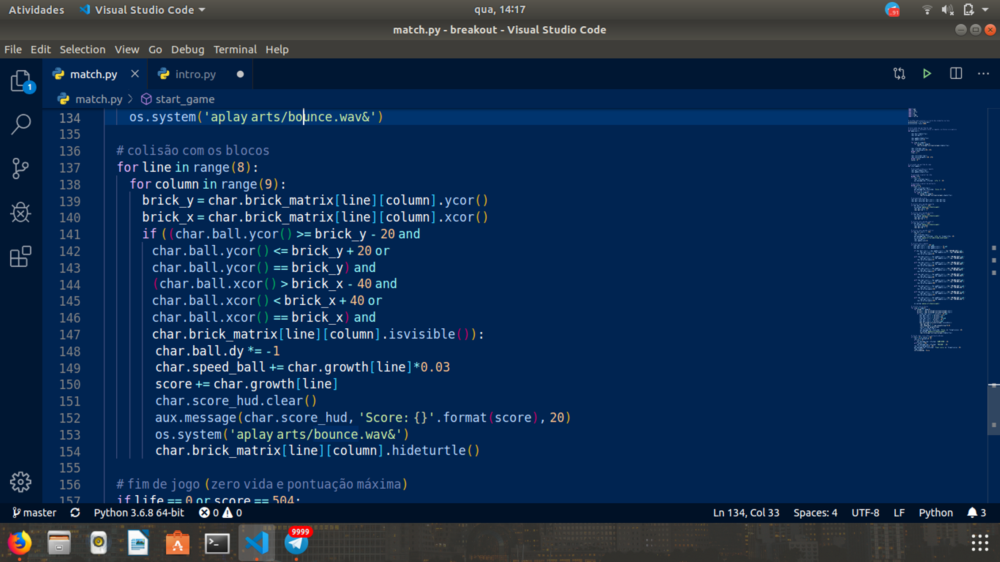 Atividades Visual Studio Code qua, 14:17 91
match.py - breakout - Visual Studio Code
File Edit Selection View Go Debug Terminal Help
1 match.py intro.py
match.py start_game
134 os.system('aplay arts/bounce.wav&')
135
136 # colisão com os blocos
137 for line in range(8):
138 for column in range(9):
139 brick_y = char.brick_matrix[line][column].ycor()
140 brick_x = char.brick_matrix[line][column].xcor()
141 if ((char.ball.ycor() >= brick_y - 20 and
142 char.ball.ycor() <= brick_y + 20 or
143 char.ball.ycor() == brick_y) and
144 (char.ball.xcor() > brick_x - 40 and
145 char.ball.xcor() < brick_x + 40 or
146 char.ball.xcor() == brick_x) and
147 char.brick_matrix[line][column].isvisible()):
148 char.ball.dy *= -1
149 char.speed_ball += char.growth[line]*0.03
150 score += char.growth[line]
151 char.score_hud.clear()
152 aux.message(char.score_hud, 'Score: {}'.format(score), 20)
153 os.system('aplay arts/bounce.wav&')
154 char.brick_matrix[line][column].hideturtle()
155
156 # fim de jogo (zero vida e pontuação máxima)
157 if life == 0 or score == 504:
master Python 3.6.8 64-bit 0 0 Ln 134, Col 33 Spaces: 4 UTF-8 LF Python 3
9999